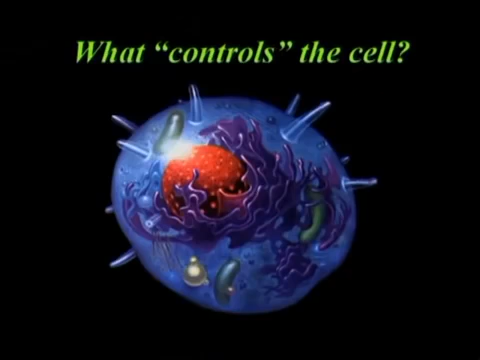 What “controls” the cell?